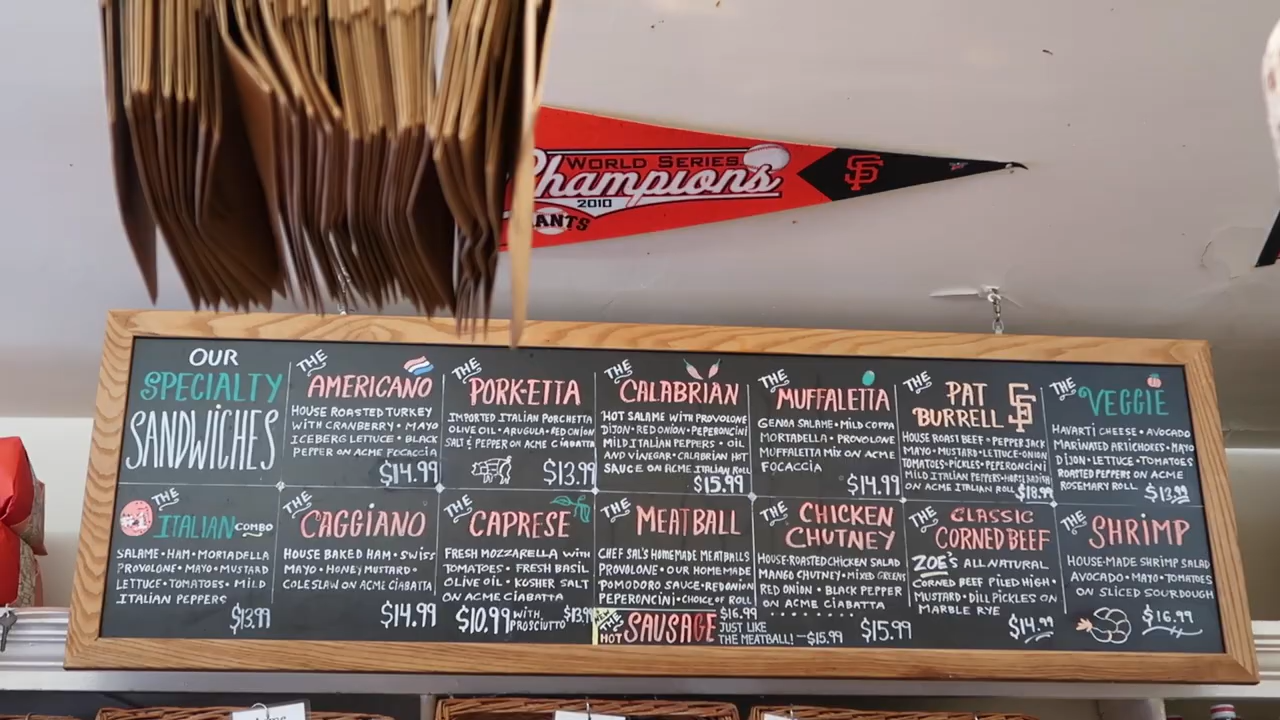 WORLD SERIES
Champions
2010
GIANTS
SF
OUR
SPECIALTY
SANDWICHES
THE
AMERICANO
HOUSE ROASTED TURKEY
WITH CRANBERRY • MAYO
ICEBERG LETTUCE • BLACK
PEPPER ON ACME FOCACCIA
$14.99
THE
PORK-ETTA
IMPORTED ITALIAN PORCHETTA
OLIVE OIL • ARUGULA • RED ONION
SALT & PEPPER ON ACME CIABATTA
$13.99
THE
CALABRIAN
HOT SALAME WITH PROVOLONE
DIJON • RED ONION • PEPERONCINI
MILD ITALIAN PEPPERS • OIL
AND VINEGAR • CALABRIAN HOT
SAUCE ON ACME ITALIAN ROLL
$15.99
THE
MUFFALETTA
GENOA SALAME • MILD COPPA
MORTADELLA • PROVOLONE
MUFFALETTA MIX ON ACME
FOCACCIA
$14.99
THE
PAT
BURRELL SF
HOUSE ROAST BEEF • PEPPER JACK
MAYO • MUSTARD • LETTUCE • ONION
TOMATOES • PICKLES • PEPERONCINI
MILD ITALIAN PEPPERS • HORSERADISH
ON ACME ITALIAN ROLL $18.99
THE
VEGGIE
HAVARTI CHEESE • AVOCADO
MARINATED ARTICHOKES • MAYO
DIJON • LETTUCE • TOMATOES
ROASTED PEPPERS ON ACME
ROSEMARY ROLL $13.99
#1 THE
ITALIAN COMBO
SALAME • HAM • MORTADELLA
PROVOLONE • MAYO • MUSTARD
LETTUCE • TOMATOES • MILD
ITALIAN PEPPERS
$13.99
THE
CAGGIANO
HOUSE BAKED HAM • SWISS
MAYO • HONEY MUSTARD •
COLESLAW ON ACME CIABATTA
$14.99
THE
CAPRESE
FRESH MOZZARELLA WITH
TOMATOES • FRESH BASIL
OLIVE OIL • KOSHER SALT
ON ACME CIABATTA
$10.99 WITH PROSCIUTTO $13.99
THE
MEATBALL
CHEF SAL'S HOMEMADE MEATBALLS
PROVOLONE • OUR HOMEMADE
POMODORO SAUCE • RED ONION
PEPERONCINI • CHOICE OF ROLL
$16.99
THE HOT SAUSAGE JUST LIKE
THE MEATBALL! - $15.99
THE
CHICKEN
CHUTNEY
HOUSE-ROASTED CHICKEN SALAD
MANGO CHUTNEY • MIXED GREENS
RED ONION • BLACK PEPPER
ON ACME CIABATTA
$15.99
THE
CLASSIC
CORNED BEEF
ZOE'S ALL NATURAL
CORNED BEEF PILED HIGH •
MUSTARD • DILL PICKLES ON
MARBLE RYE
$14.99
THE
SHRIMP
HOUSE-MADE SHRIMP SALAD
AVOCADO • MAYO • TOMATOES
ON SLICED SOURDOUGH
$16.99